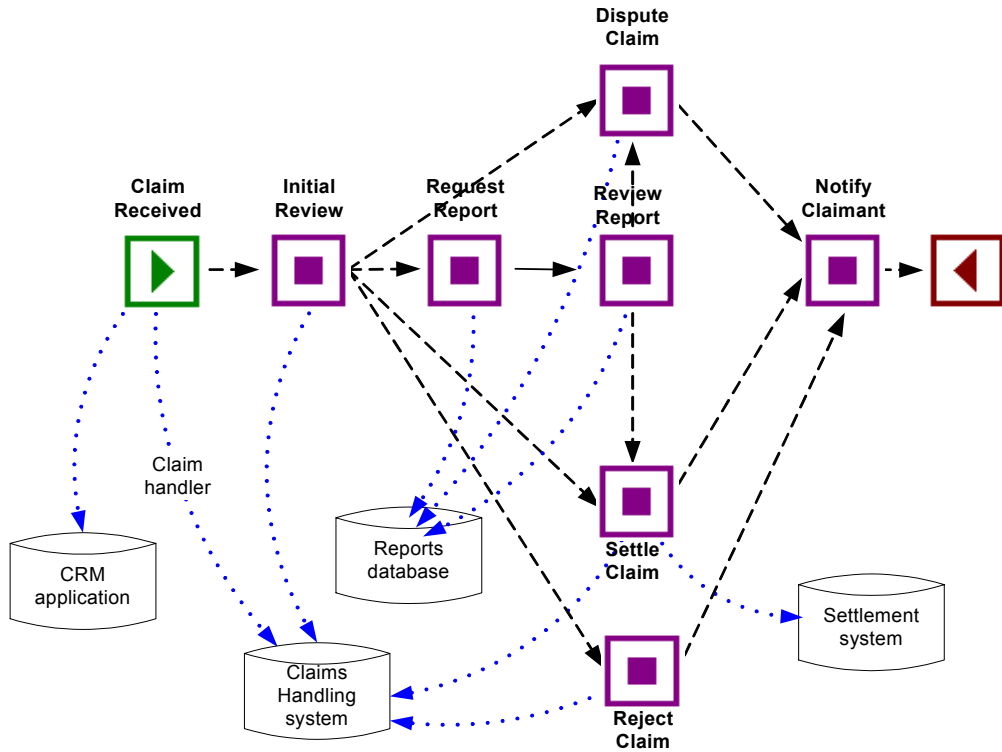 Dispute
Claim
Claim
Received
Initial
Review
Request
Report
Review
Report
Notify
Claimant
Claim
handler
CRM
application
Reports
database
Settle
Claim
Settlement
system
Claims
Handling
system
Reject
Claim